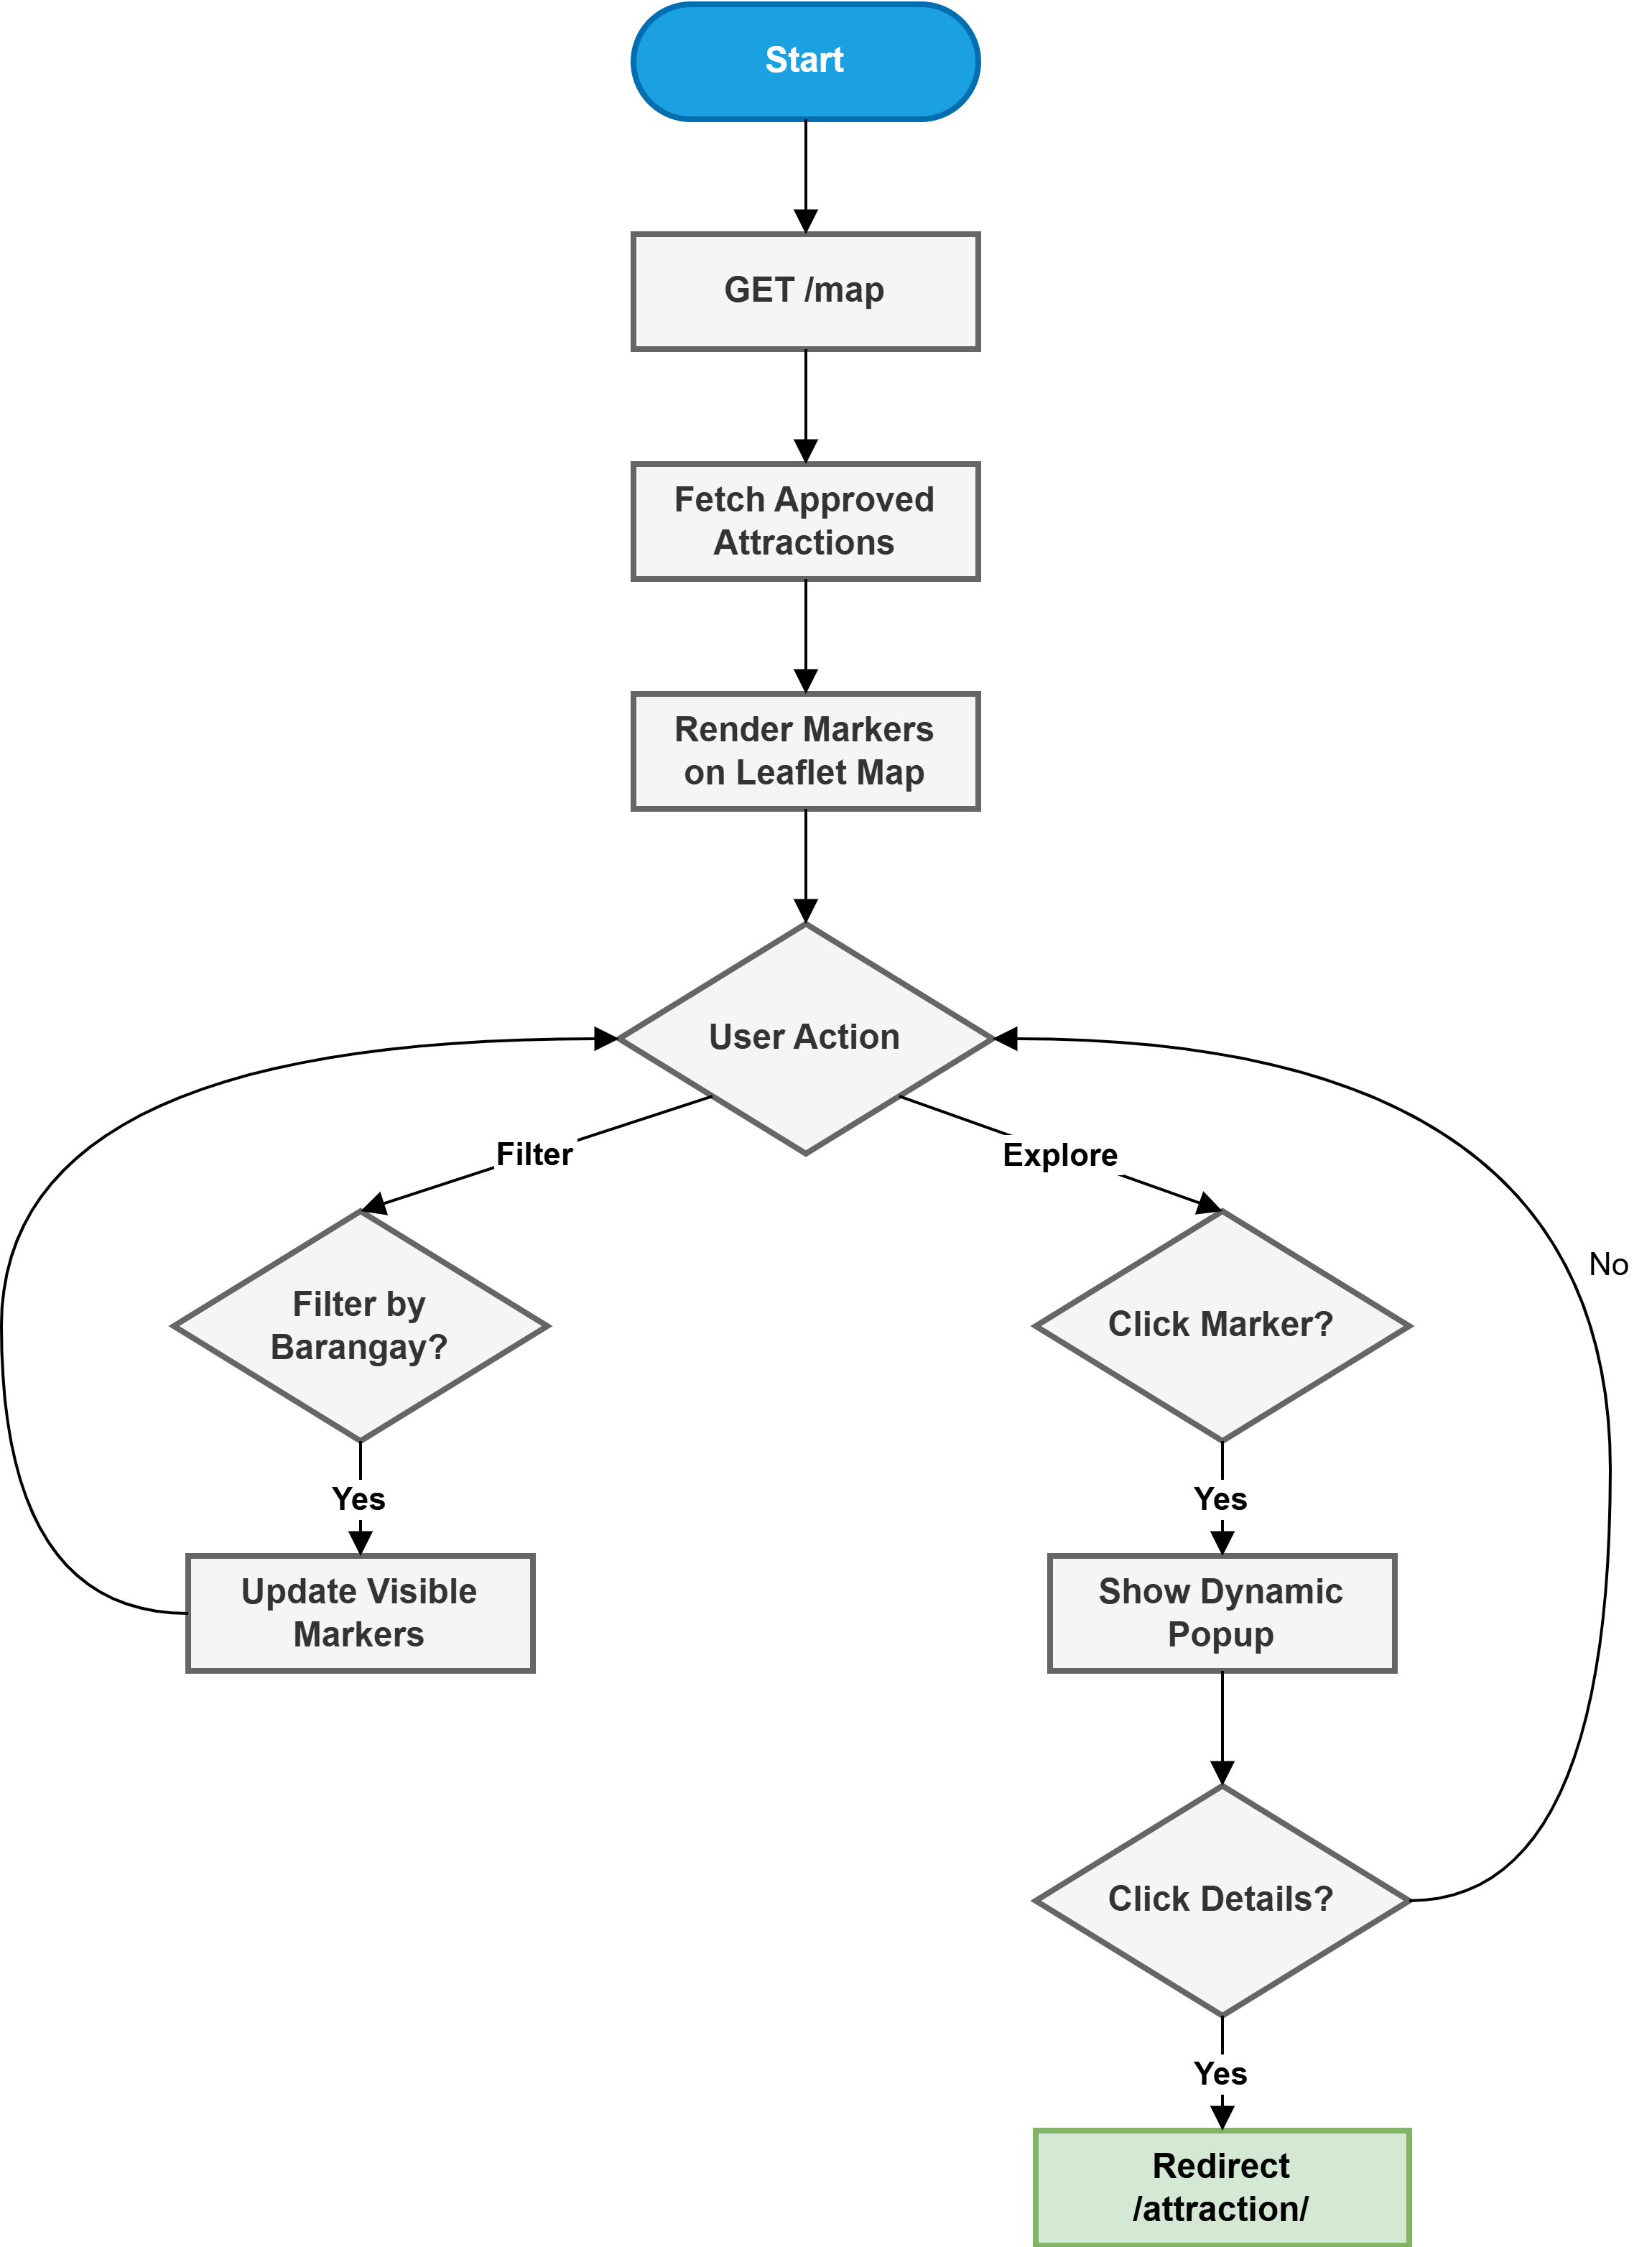 Start
GET /map
Fetch Approved
Attractions
Render Markers
on Leaflet Map
User Action
Filter
Explore
No
Filter by
Barangay?
Click Marker?
Yes
Yes
Update Visible
Markers
Show Dynamic
Popup
Click Details?
Yes
Redirect
/attraction/